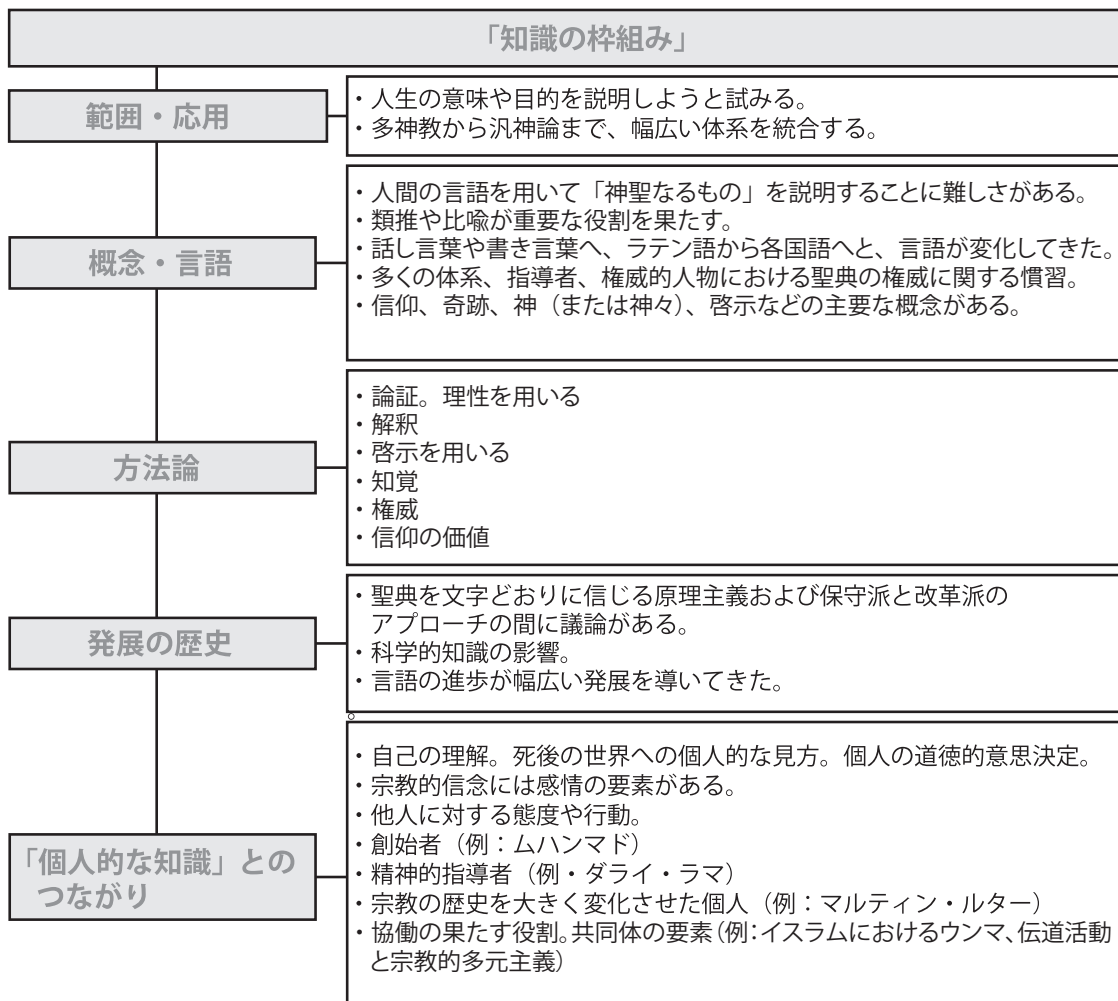 「知識の枠組み」
範囲・応用
・人生の意味や目的を説明しようと試みる。
・多神教から汎神論まで、幅広い体系を統合する。
概念・言語
・人間の言語を用いて「神聖なるもの」を説明することに難しさがある。
・類推や比喩が重要な役割を果たす。
・話し言葉や書き言葉へ、ラテン語から各国語へと、言語が変化してきた。
・多くの体系、指導者、権威的人物における聖典の権威に関する慣習。
・信仰、奇跡、神（または神々）、啓示などの主要な概念がある。
方法論
・論証。理性を用いる
・解釈
・啓示を用いる
・知覚
・権威
・信仰の価値
発展の歴史
・聖典を文字どおりに信じる原理主義および保守派と改革派の
アプローチの間に議論がある。
・科学的知識の影響。
・言語の進歩が幅広い発展を導いてきた。
。
「個人的な知識」との
つながり
・自己の理解。死後の世界への個人的な見方。個人の道徳的意思決定。
・宗教的信念には感情の要素がある。
・他人に対する態度や行動。
・創始者（例：ムハンマド）
・精神的指導者（例・ダライ・ラマ）
・宗教の歴史を大きく変化させた個人（例：マルティン・ルター）
・協働の果たす役割。共同体の要素（例：イスラムにおけるウンマ、伝道活動
と宗教的多元主義）